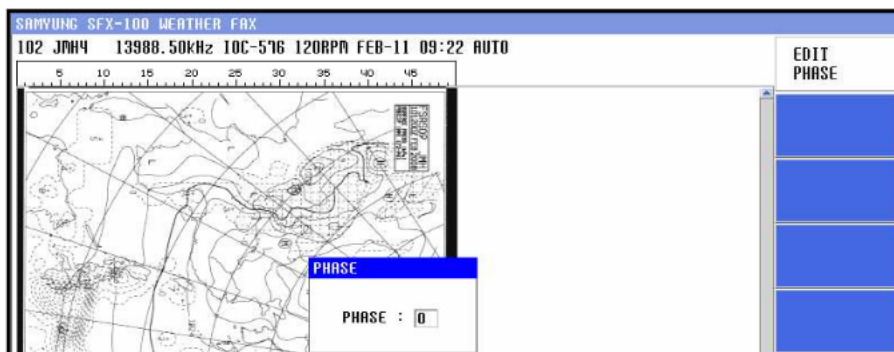 SAMYUNG SFX-100 WEATHER FAX
102 JMH4 13988.50kHz IOC-576 120RPM FEB-11 09:22 AUTO
EDIT
PHASE
5 10 15 20 25 30 35 40 45
PHASE
PHASE : 0